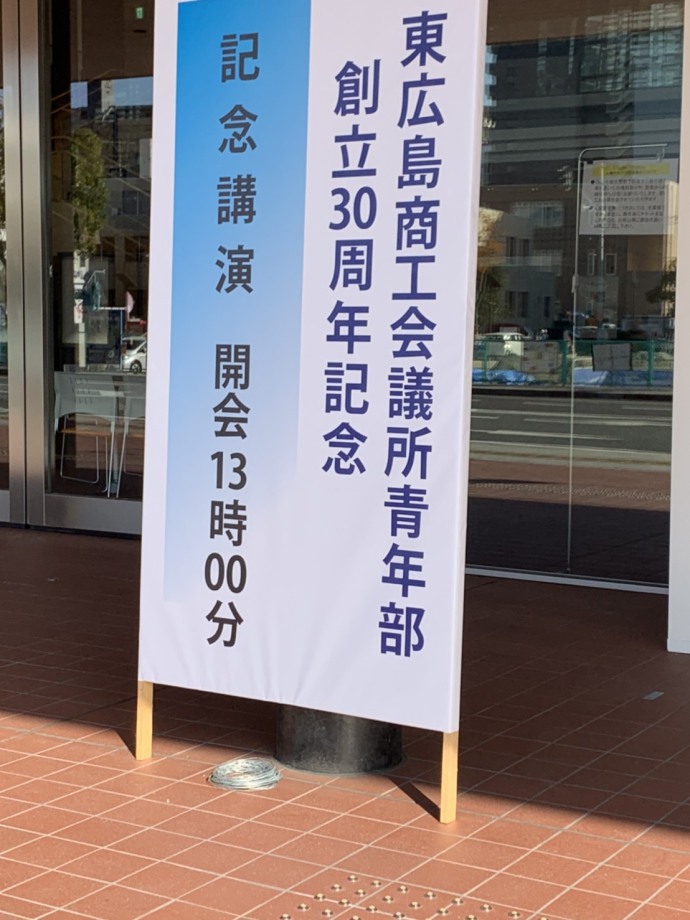 東広島商工会議所青年部
創立30周年記念
記念講演 開会13時00分